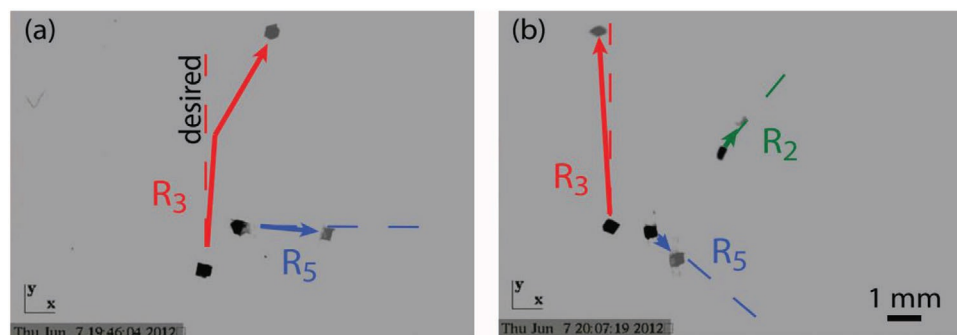 (a)
desired
R3
R5
y
x
Thu Jun 7 19:46:04 2012
(b)
R2
R3
R5
1 mm
y
x
Thu Jun 7 20:07:19 2012